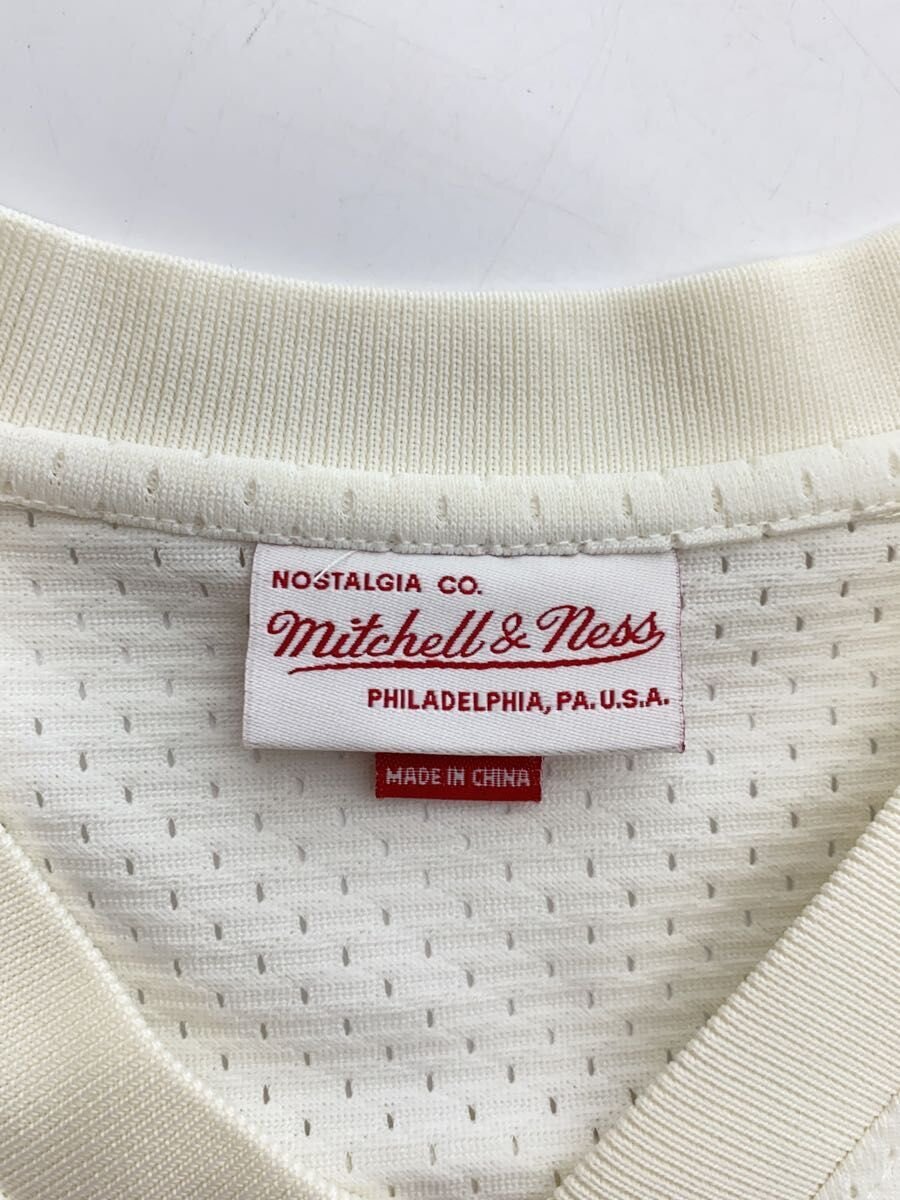 NOSTALGIA CO.
Mitchell & Ness
PHILADELPHIA, PA. U.S.A.
MADE IN CHINA